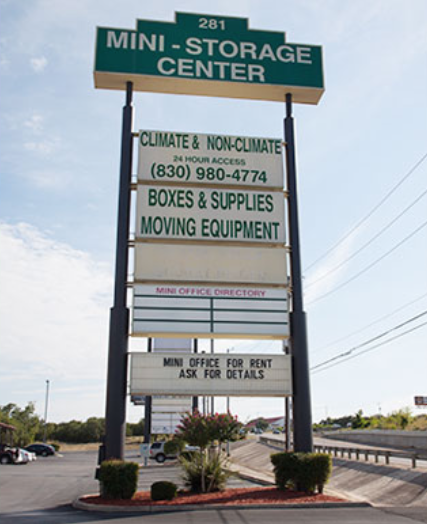 281
MINI - STORAGE
CENTER
CLIMATE & NON-CLIMATE
24 HOUR ACCESS
(830) 980-4774
BOXES & SUPPLIES
MOVING EQUIPMENT
MINI OFFICE DIRECTORY
MINI OFFICE FOR RENT
ASK FOR DETAILS